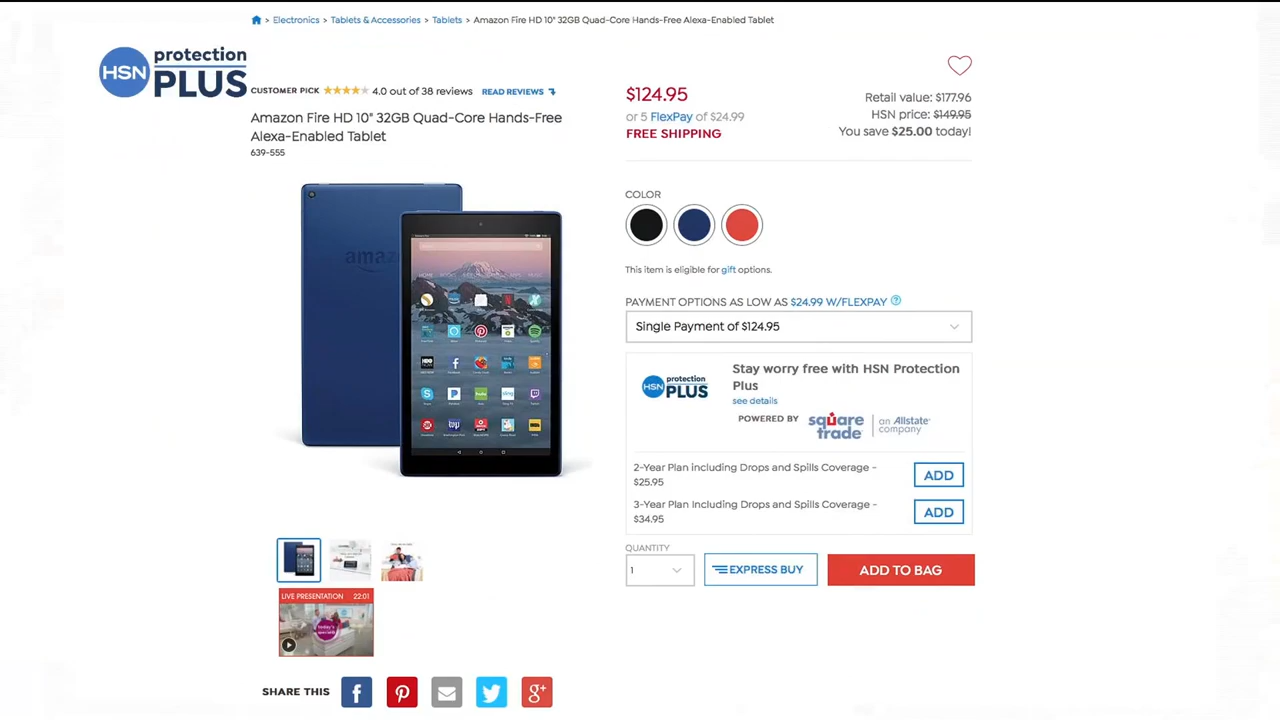 > Electronics > Tablets & Accessories > Tablets > Amazon Fire HD 10" 32GB Quad-Core Hands-Free Alexa-Enabled Tablet
HSN protection PLUS
CUSTOMER PICK 4.0 out of 38 reviews READ REVIEWS
Amazon Fire HD 10" 32GB Quad-Core Hands-Free
Alexa-Enabled Tablet
639-555
$124.95
or 5 FlexPay of $24.99
FREE SHIPPING
Retail value: $177.96
HSN price: $149.95
You save $25.00 today!
COLOR
This item is eligible for gift options.
PAYMENT OPTIONS AS LOW AS $24.99 W/FLEXPAY ?
Single Payment of $124.95
HSN protection PLUS
Stay worry free with HSN Protection
Plus
see details
POWERED BY square trade an Allstate company
2-Year Plan including Drops and Spills Coverage -
$25.95
ADD
3-Year Plan Including Drops and Spills Coverage -
$34.95
ADD
QUANTITY
1
EXPRESS BUY
ADD TO BAG
LIVE PRESENTATION 22:01
today's special
SHARE THIS